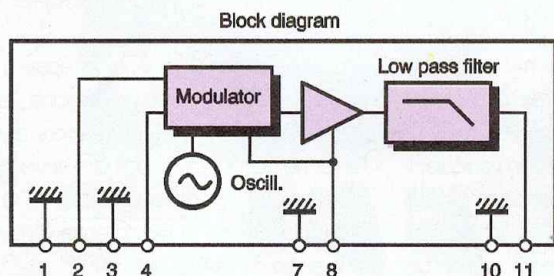 Block diagram
Low pass filter
Modulator
Oscill.
1 2 3 4 7 8 10 11